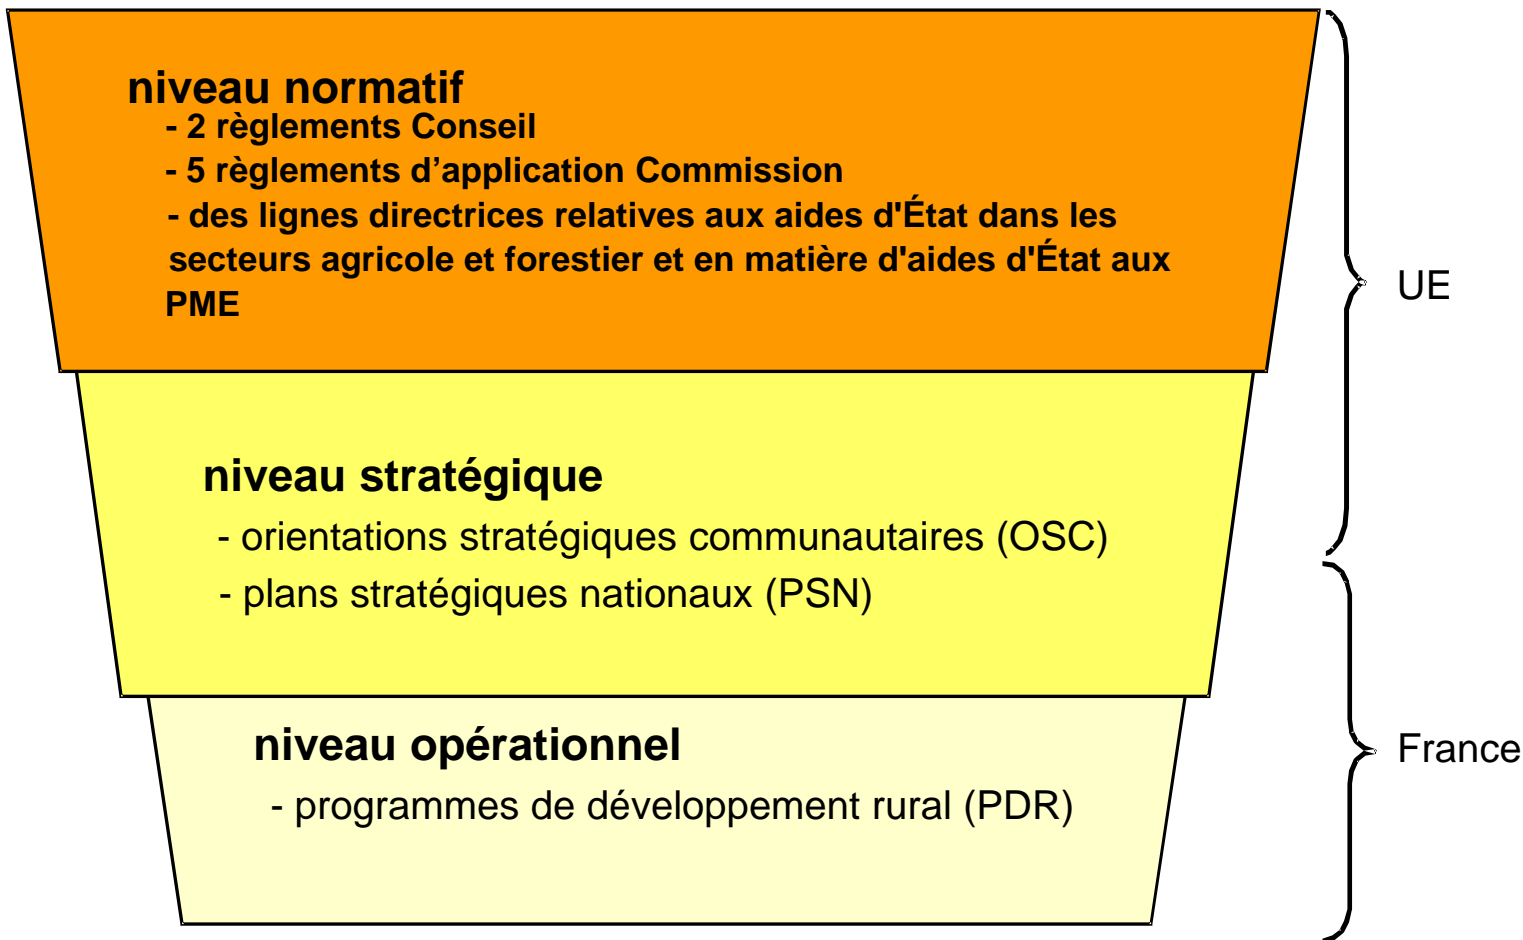 niveau normatif
- 2 règlements Conseil
- 5 règlements d’application Commission
- des lignes directrices relatives aux aides d'État dans les
secteurs agricole et forestier et en matière d'aides d'État aux
PME
UE
niveau stratégique
- orientations stratégiques communautaires (OSC)
- plans stratégiques nationaux (PSN)
niveau opérationnel
- programmes de développement rural (PDR)
France